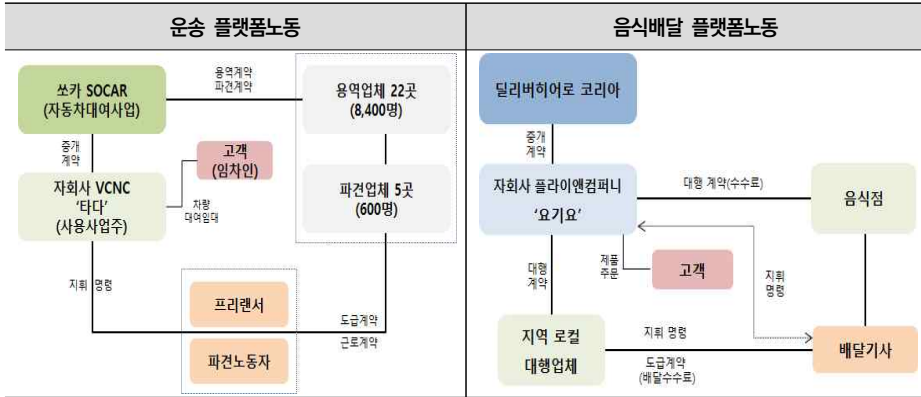 운송 플랫폼노동
음식배달 플랫폼노동
쏘카 SOCAR
(자동차대여사업)
용역계약
파견계약
용역업체 22곳
(8,400명)
중개
계약
고객
(임차인)
자회사 VCNC
‘타다’
(사용사업주)
차량
대여임대
파견업체 5곳
(600명)
지휘 명령
프리랜서
파견노동자
도급계약
근로계약
딜리버히어로 코리아
중개
계약
자회사 플라이앤컴퍼니
‘요기요’
대행 계약(수수료)
음식점
대행
계약
제품
주문
고객
지휘
명령
지역 로컬
대행업체
지휘 명령
도급계약
(배달수수료)
배달기사